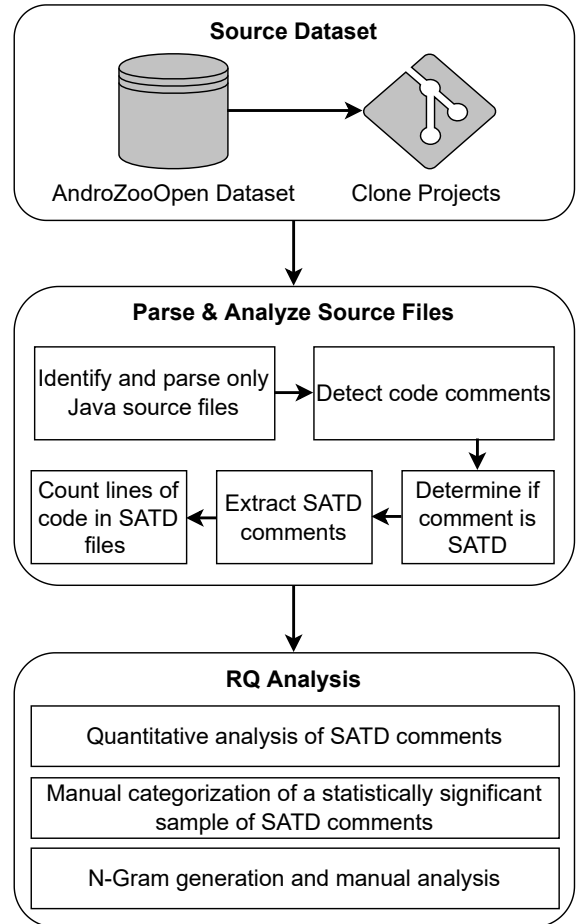 Source Dataset
AndroZooOpen Dataset
Clone Projects
Parse & Analyze Source Files
Identify and parse only
Java source files
Detect code comments
Determine if
comment is
SATD
Extract SATD
comments
Count lines of
code in SATD
files
RQ Analysis
Quantitative analysis of SATD comments
Manual categorization of a statistically significant
sample of SATD comments
N-Gram generation and manual analysis